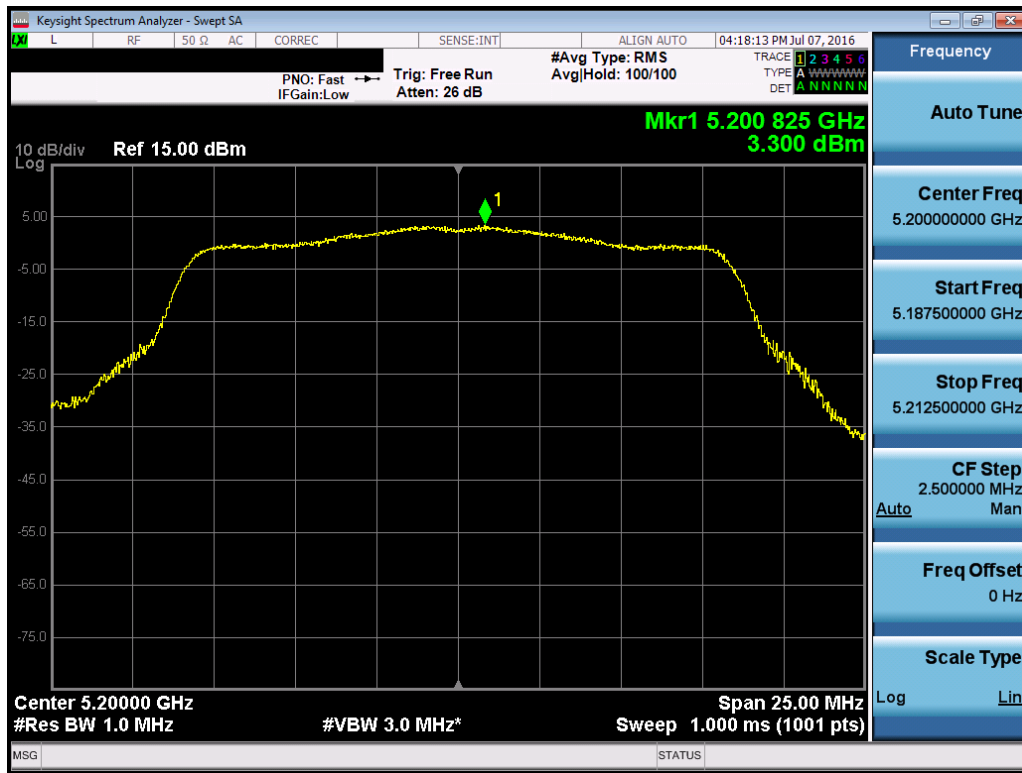 Keysight Spectrum Analyzer - Swept SA
LXI L RF 50 Ω AC CORREC SENSE:INT ALIGN AUTO 04:18:13 PM Jul 07, 2016
PNO: Fast
IFGain:Low
Trig: Free Run
Atten: 26 dB
#Avg Type: RMS
Avg|Hold: 100/100
TRACE 1 2 3 4 5 6
TYPE A WWWWW
DET A N N N N N
Mkr1 5.200 825 GHz
3.300 dBm
10 dB/div Ref 15.00 dBm
Log
1
5.00
-5.00
-15.0
-25.0
-35.0
-45.0
-55.0
-65.0
-75.0
Center 5.20000 GHz Span 25.00 MHz
#Res BW 1.0 MHz #VBW 3.0 MHz* Sweep 1.000 ms (1001 pts)
MSG STATUS
Frequency
Auto Tune
Center Freq
5.200000000 GHz
Start Freq
5.187500000 GHz
Stop Freq
5.212500000 GHz
CF Step
2.500000 MHz
Auto Man
Freq Offset
0 Hz
Scale Type
Log Lin